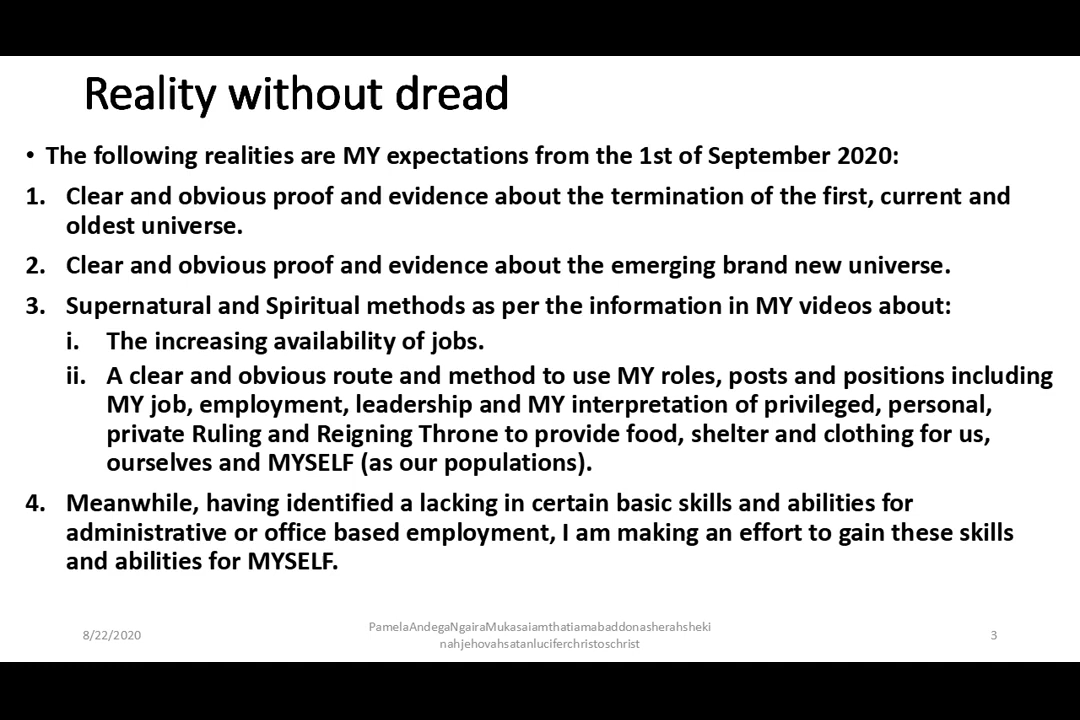 Reality without dread
• The following realities are MY expectations from the 1st of September 2020:
1. Clear and obvious proof and evidence about the termination of the first, current and
oldest universe.
2. Clear and obvious proof and evidence about the emerging brand new universe.
3. Supernatural and Spiritual methods as per the information in MY videos about:
i. The increasing availability of jobs.
ii. A clear and obvious route and method to use MY roles, posts and positions including
MY job, employment, leadership and MY interpretation of privileged, personal,
private Ruling and Reigning Throne to provide food, shelter and clothing for us,
ourselves and MYSELF (as our populations).
4. Meanwhile, having identified a lacking in certain basic skills and abilities for
administrative or office based employment, I am making an effort to gain these skills
and abilities for MYSELF.
8/22/2020
PamelaAndegaNgairaMukasaiamthatiamabaddonasherahsheki
nahjehovahsatanluciferchristoschrist
3